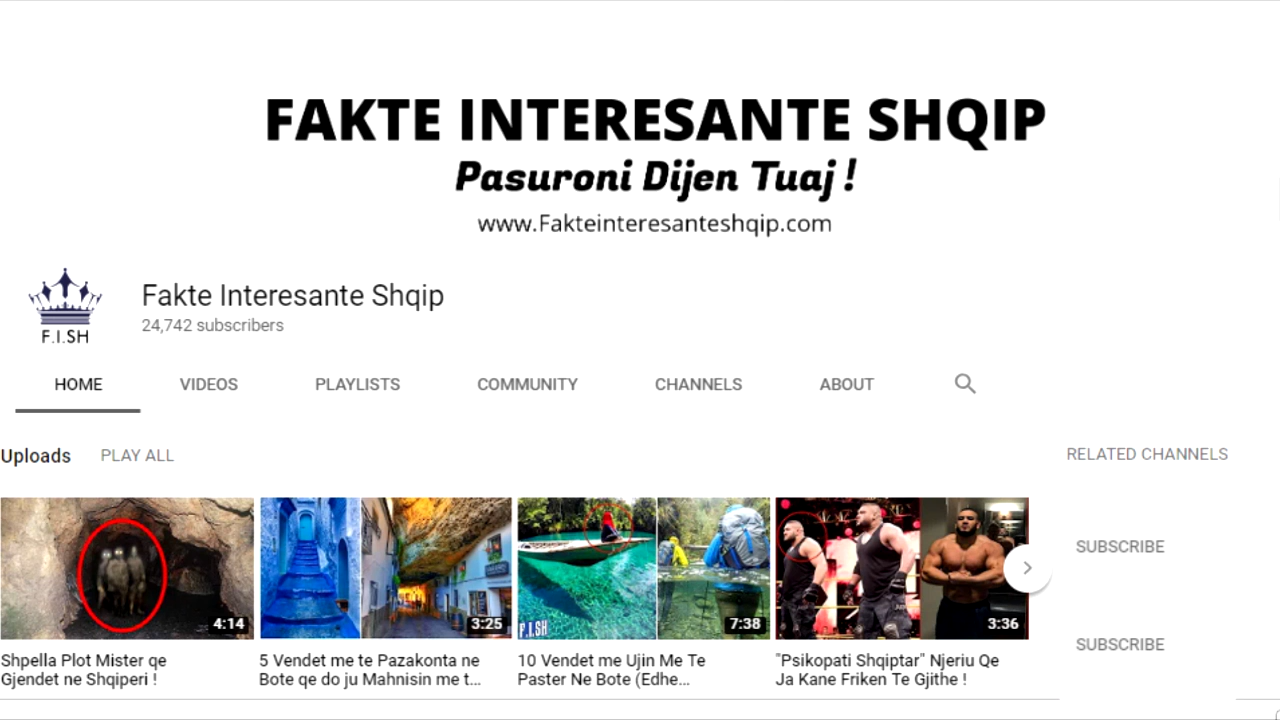 FAKTE INTERESANTE SHQIP
Pasuroni Dijen Tuaj !
www.Fakteinteresanteshqip.com
F.I.SH
Fakte Interesante Shqip
24,742 subscribers
HOME VIDEOS PLAYLISTS COMMUNITY CHANNELS ABOUT
Uploads PLAY ALL
RELATED CHANNELS
4:14
3:25
F.I.SH
7:38
3:36
Shpella Plot Mister qe
Gjendet ne Shqiperi !
5 Vendet me te Pazakonta ne
Bote qe do ju Mahnisin me t...
10 Vendet me Ujin Me Te
Paster Ne Bote (Edhe...
"Psikopati Shqiptar" Njeriu Qe
Ja Kane Friken Te Gjithe !
SUBSCRIBE
SUBSCRIBE